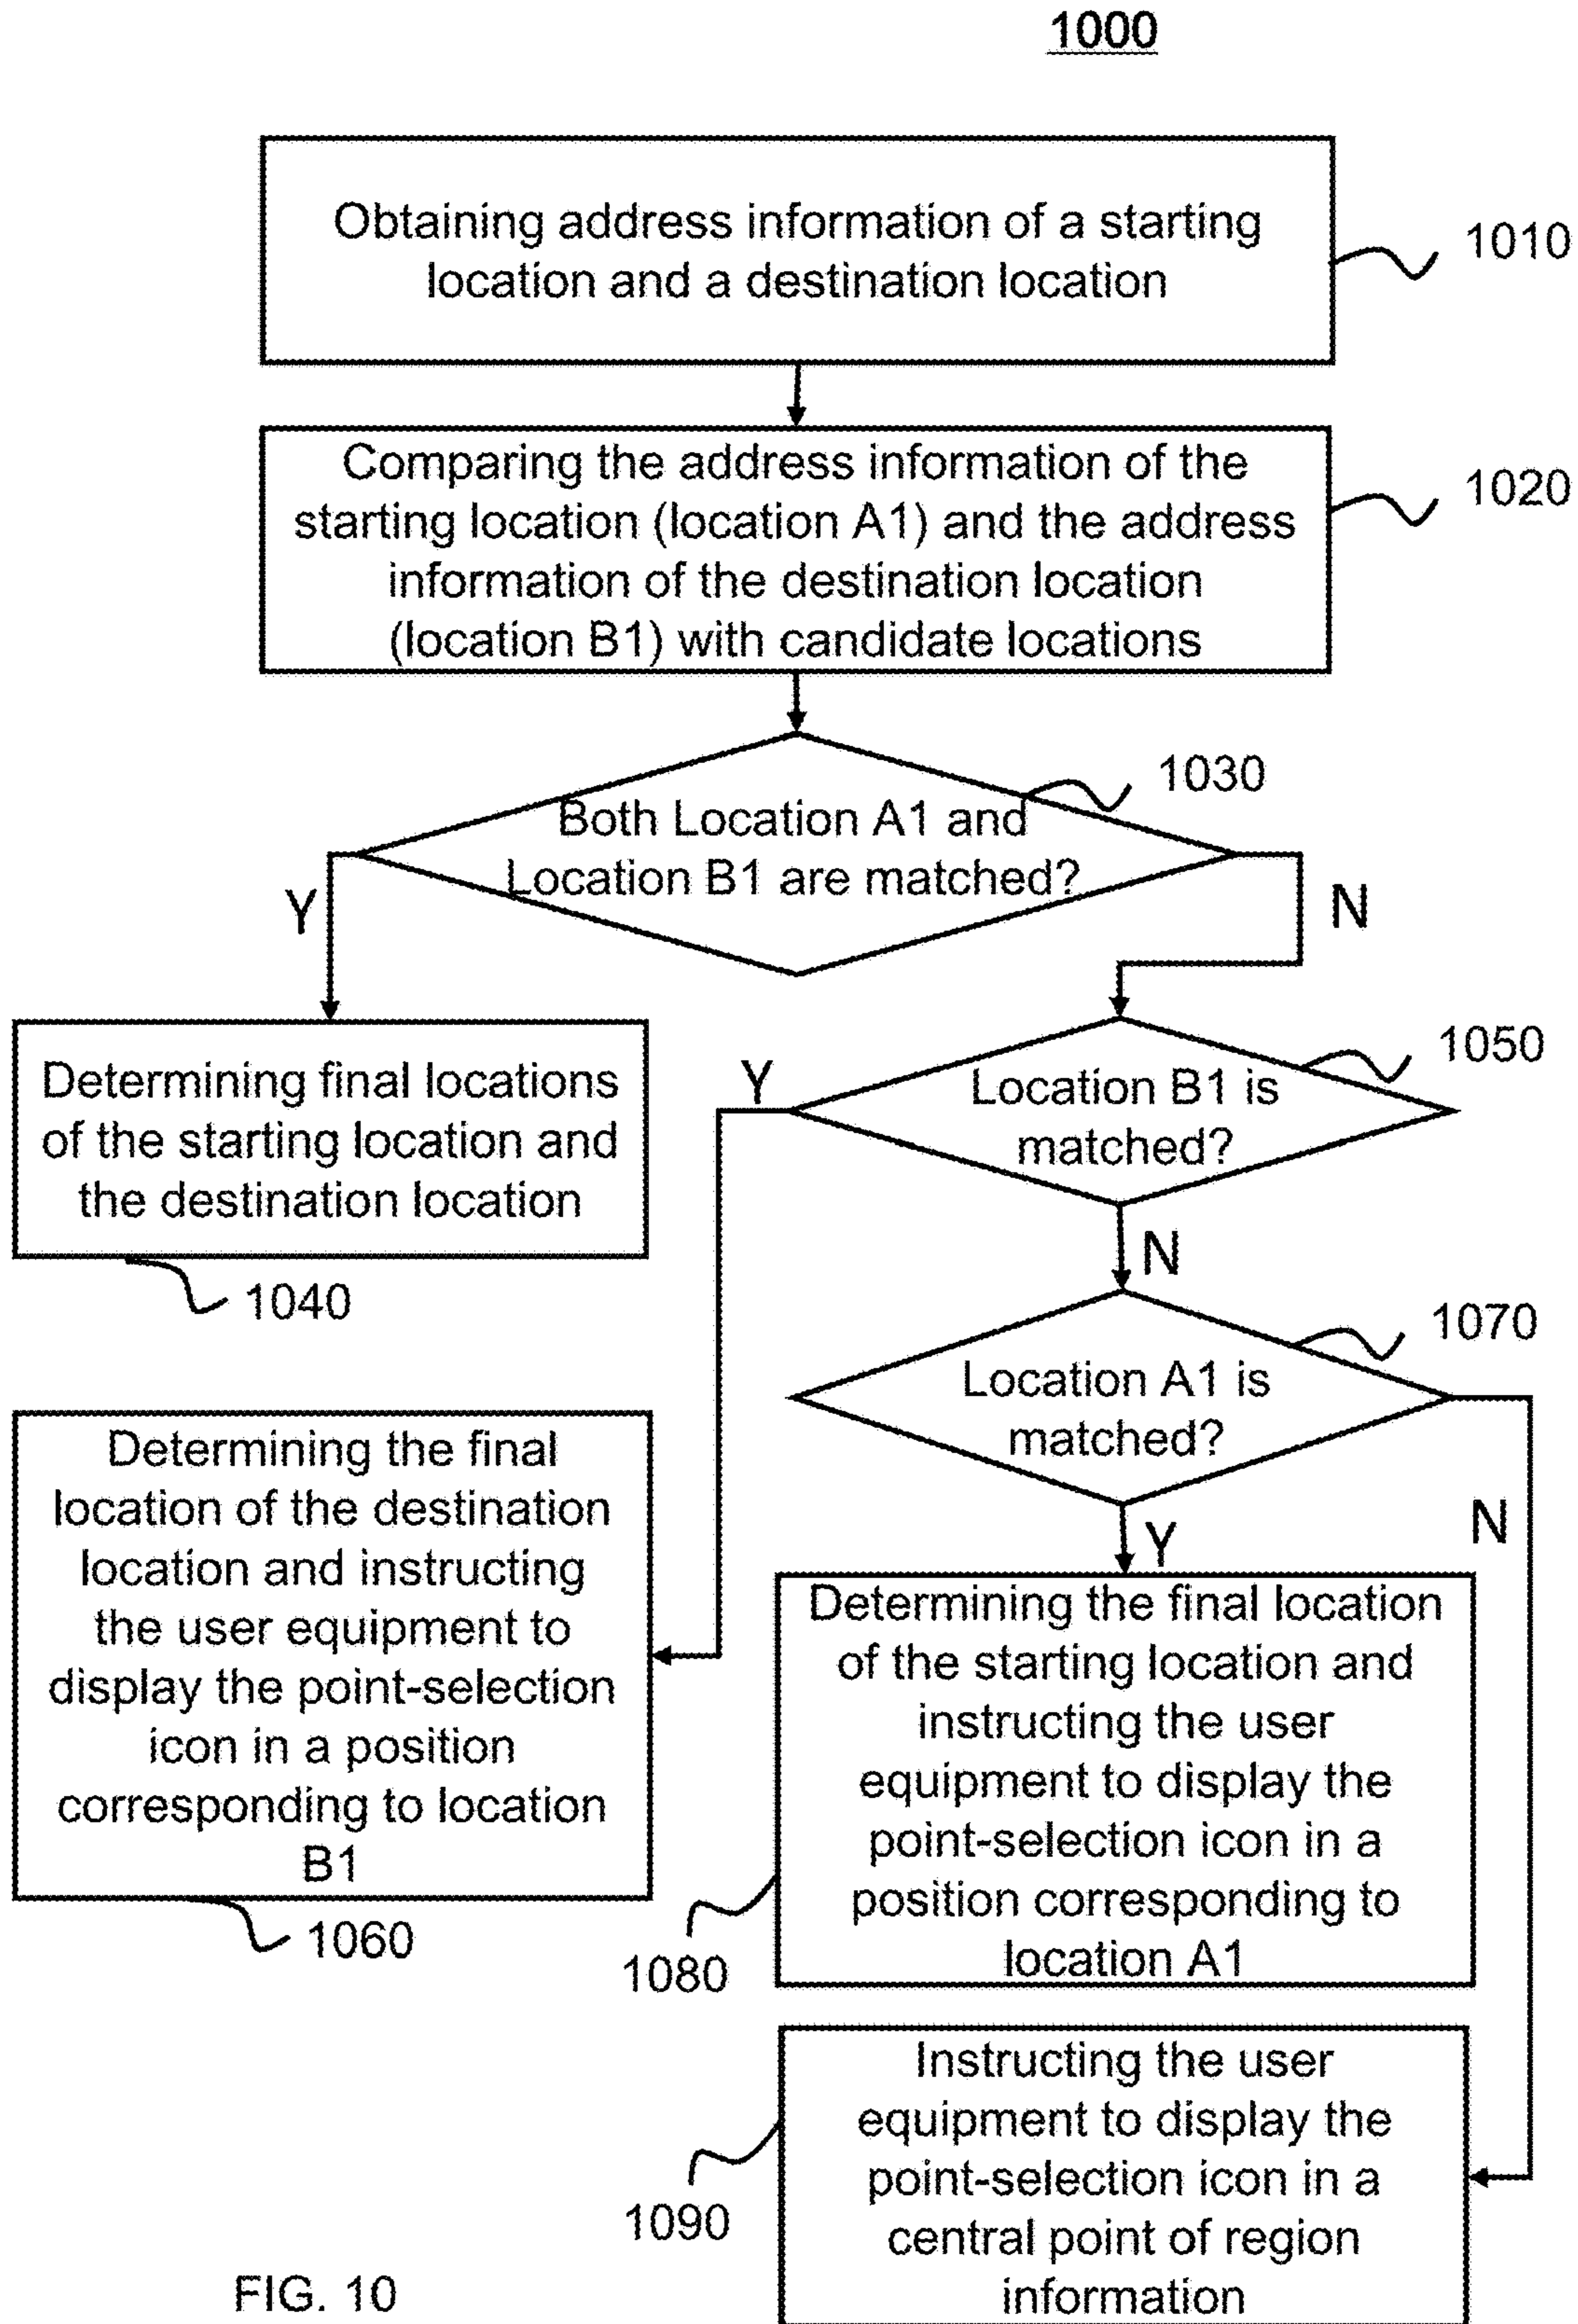 1000
Obtaining address information of a starting
location and a destination location
1010
Comparing the address information of the
starting location (location A1) and the address
information of the destination location
(location B1) with candidate locations
1020
1030
Both Location A1 and
Location B1 are matched?
Y
N
Determining final locations
of the starting location and
the destination location
1040
1050
Location B1 is
matched?
Y
N
1070
Location A1 is
matched?
Y
N
Determining the final
location of the destination
location and instructing
the user equipment to
display the point-selection
icon in a position
corresponding to location
B1
1060
Determining the final location
of the starting location and
instructing the user
equipment to display the
point-selection icon in a
position corresponding to
location A1
1080
Instructing the user
equipment to display the
point-selection icon in a
central point of region
information
1090
FIG. 10